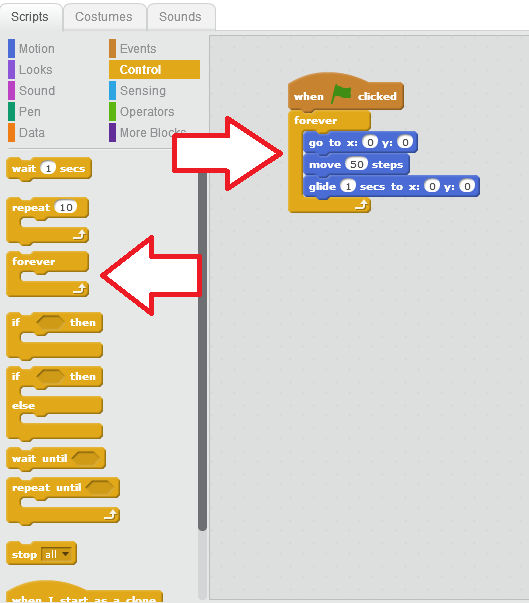 Scripts Costumes Sounds
Motion Events
Looks Control
Sound Sensing
Pen Operators
Data More Blocks
wait 1 secs
repeat 10
forever
if then
if then
else
wait until
repeat until
stop all
when I start as a clone
when clicked
forever
go to x: 0 y: 0
move 50 steps
glide 1 secs to x: 0 y: 0